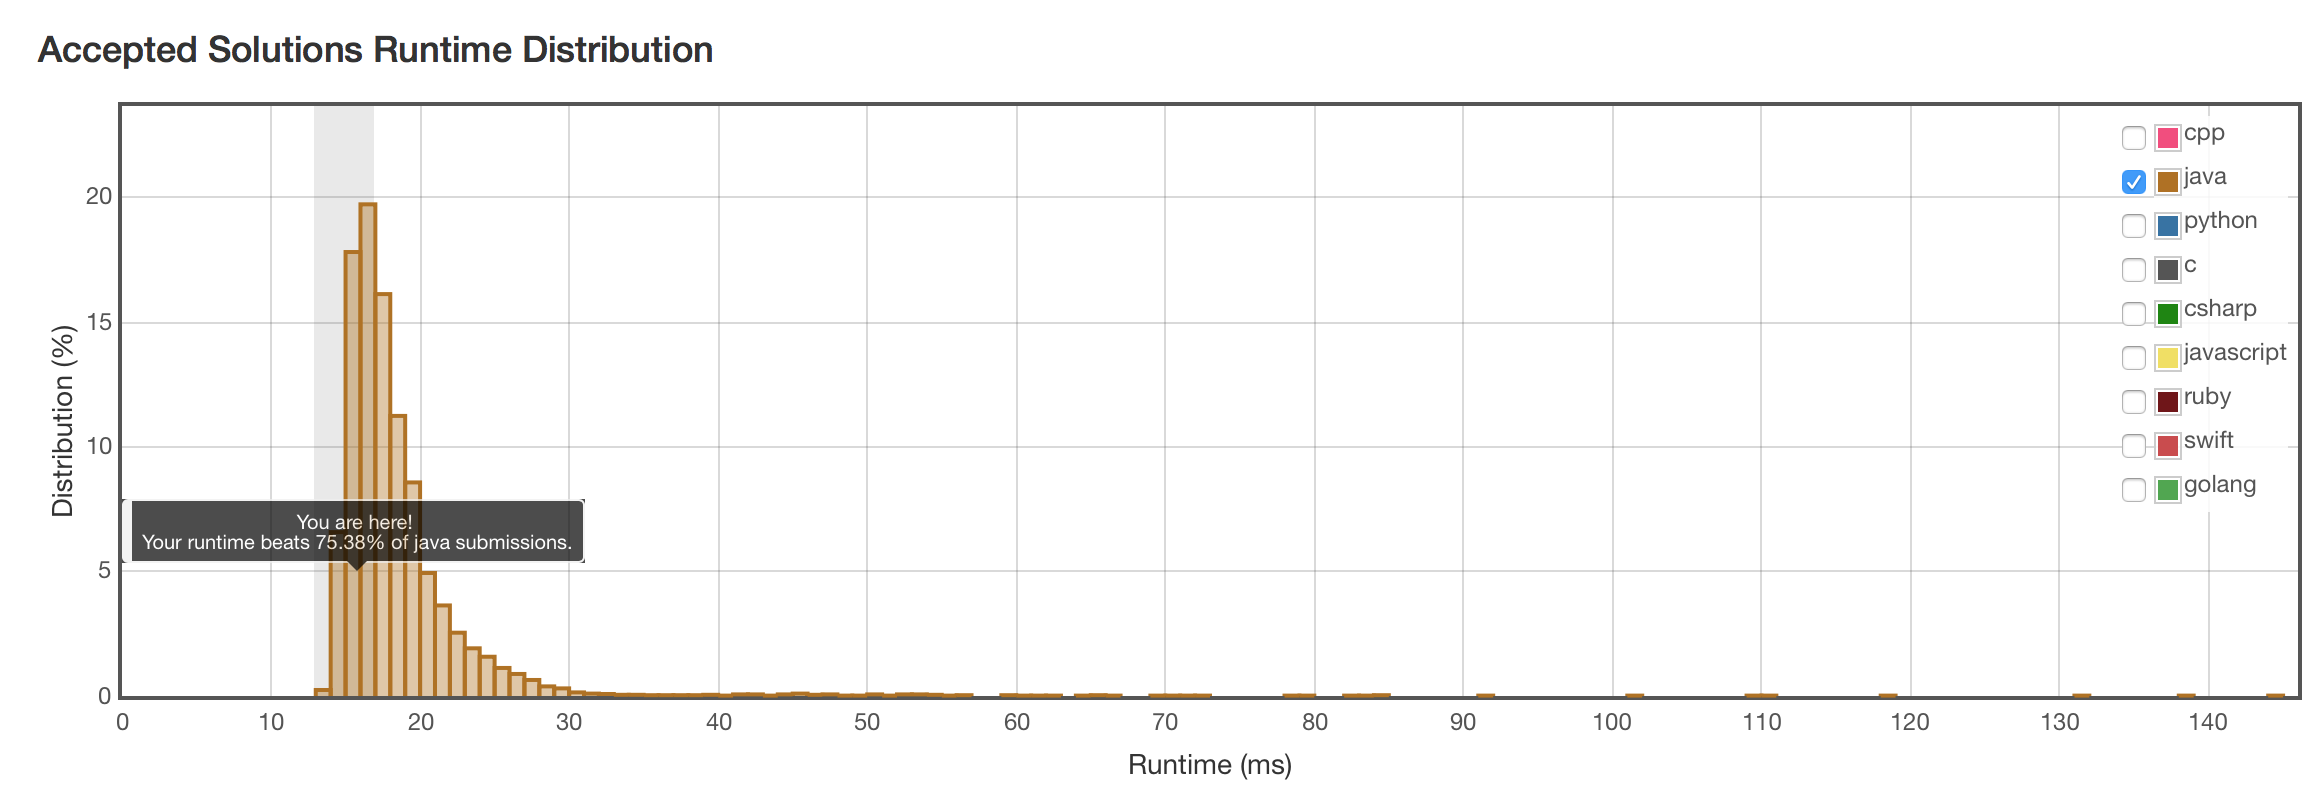 Accepted Solutions Runtime Distribution
cpp
java
python
c
csharp
javascript
ruby
swift
golang
Distribution (%)
20
15
10
5
0
You are here!
Your runtime beats 75.38% of java submissions.
0 10 20 30 40 50 60 70 80 90 100 110 120 130 140
Runtime (ms)